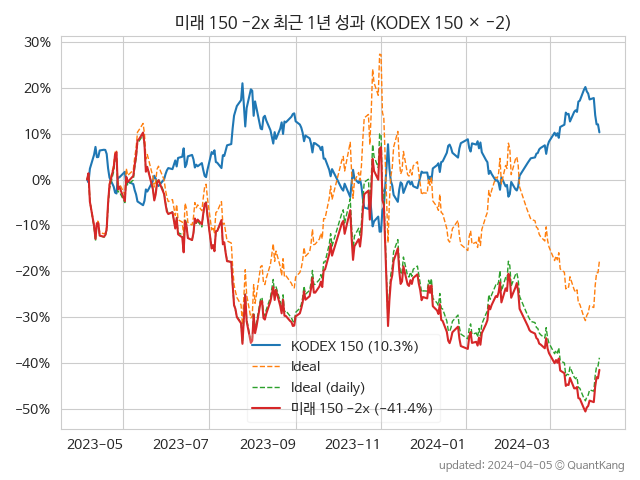 미래 150 −2x 최근 1년 성과 (KODEX 150 × −2)
30%
20%
10%
0%
−10%
−20%
−30%
−40%
−50%
KODEX 150 (10.3%)
Ideal
Ideal (daily)
미래 150 −2x (−41.4%)
2023−05
2023−07
2023−09
2023−11
2024−01
2024−03
updated: 2024−04−05 © QuantKang